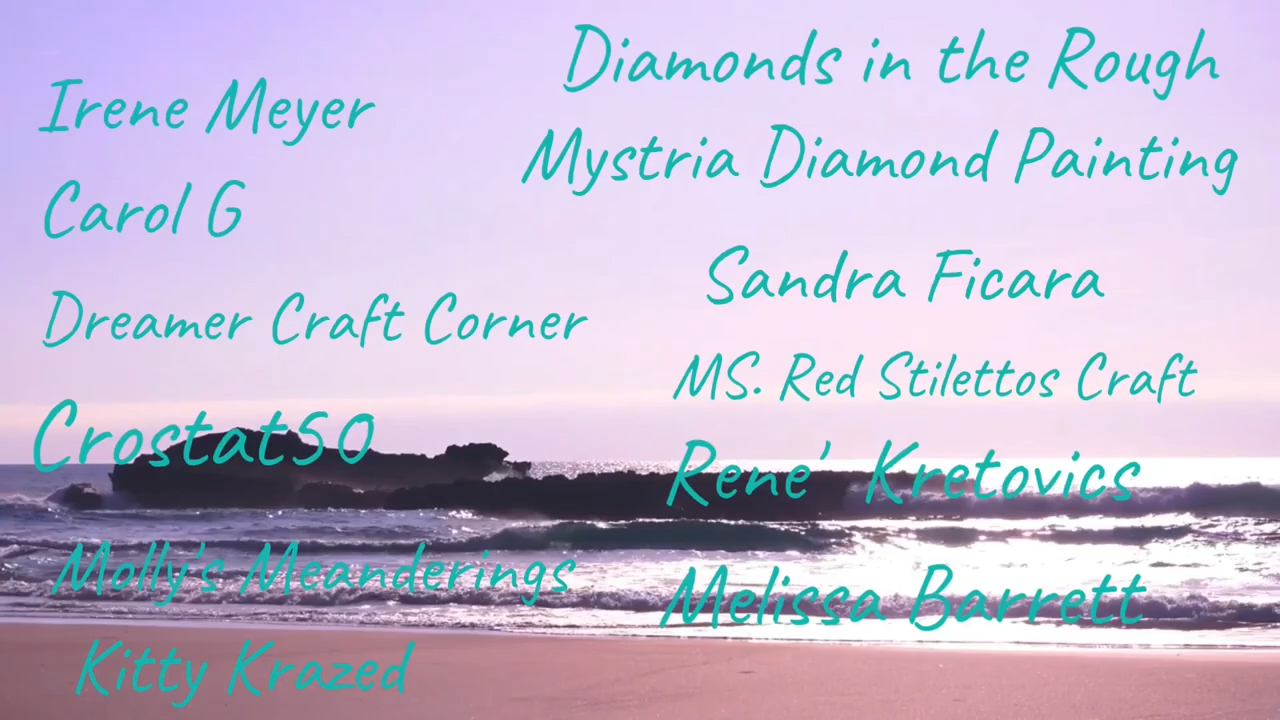 Irene Meyer
Carol G
Dreamer Craft Corner
Crostat50
Molly's Meanderings
Kitty Krazed
Diamonds in the Rough
Mystria Diamond Painting
Sandra Ficara
MS. Red Stilettos Craft
Rene' Kretovics
Melissa Barrett